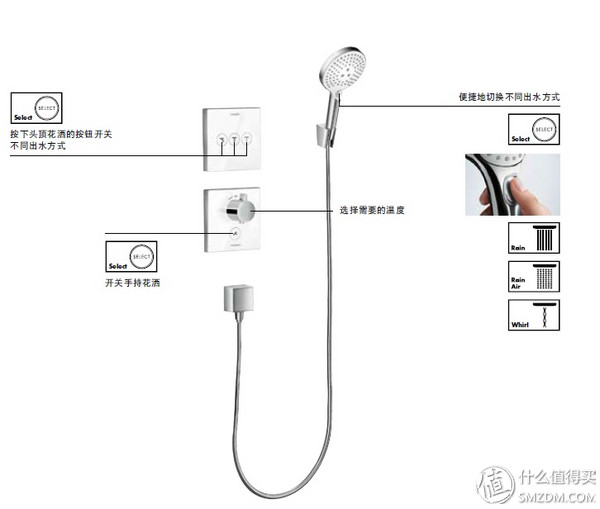 Select
SELECT
按下头顶花洒的按钮开关
不同出水方式
便捷地切换不同出水方式
Select
SELECT
选择需要的温度
Select
SELECT
开关手持花洒
Rain
Rain
Air
Whirl
值 什么值得买
SMZDM.COM